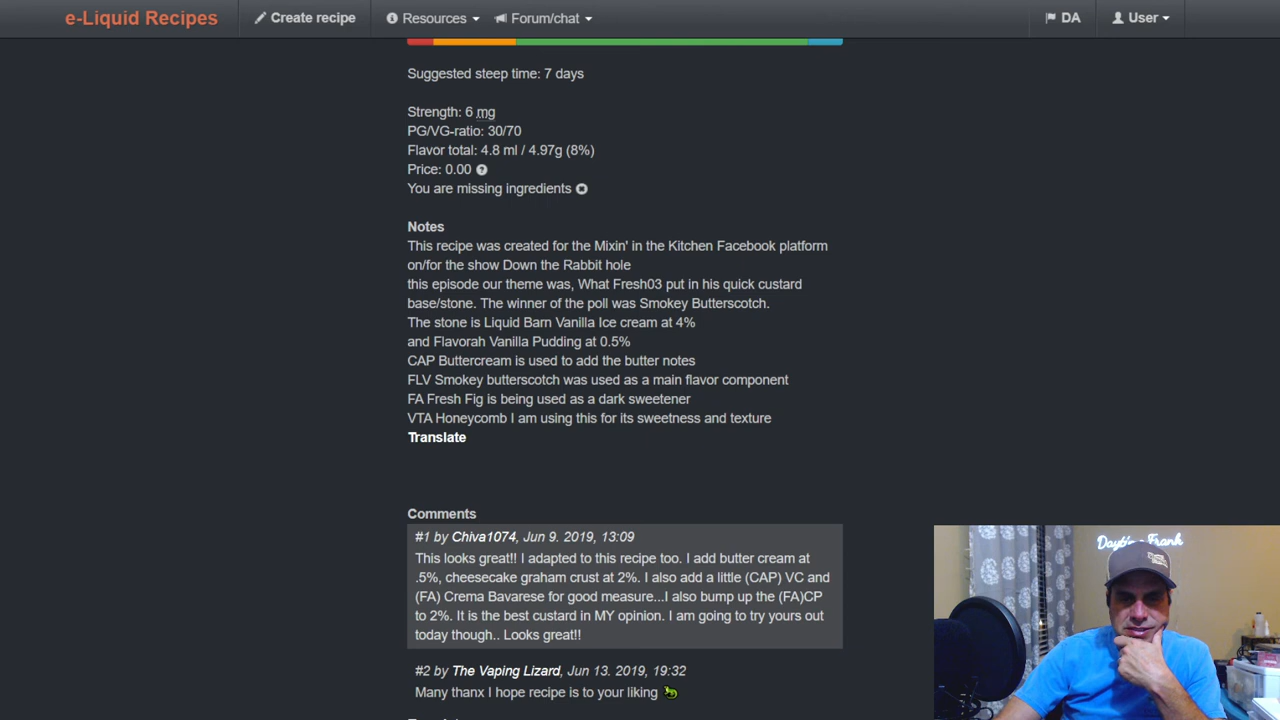 e-Liquid Recipes Create recipe Resources Forum/chat DA User
Suggested steep time: 7 days
Strength: 6 mg
PG/VG-ratio: 30/70
Flavor total: 4.8 ml / 4.97g (8%)
Price: 0.00
You are missing ingredients
Notes
This recipe was created for the Mixin' in the Kitchen Facebook platform
on/for the show Down the Rabbit hole
this episode our theme was, What Fresh03 put in his quick custard
base/stone. The winner of the poll was Smokey Butterscotch.
The stone is Liquid Barn Vanilla Ice cream at 4%
and Flavorah Vanilla Pudding at 0.5%
CAP Buttercream is used to add the butter notes
FLV Smokey butterscotch was used as a main flavor component
FA Fresh Fig is being used as a dark sweetener
VTA Honeycomb I am using this for its sweetness and texture
Translate
Comments
#1 by Chiva1074, Jun 9. 2019, 13:09
This looks great!! I adapted to this recipe too. I add butter cream at
.5%, cheesecake graham crust at 2%. I also add a little (CAP) VC and
(FA) Crema Bavarese for good measure...I also bump up the (FA)CP
to 2%. It is the best custard in MY opinion. I am going to try yours out
today though.. Looks great!!
#2 by The Vaping Lizard, Jun 13. 2019, 19:32
Many thanx I hope recipe is to your liking
Daytime Frank